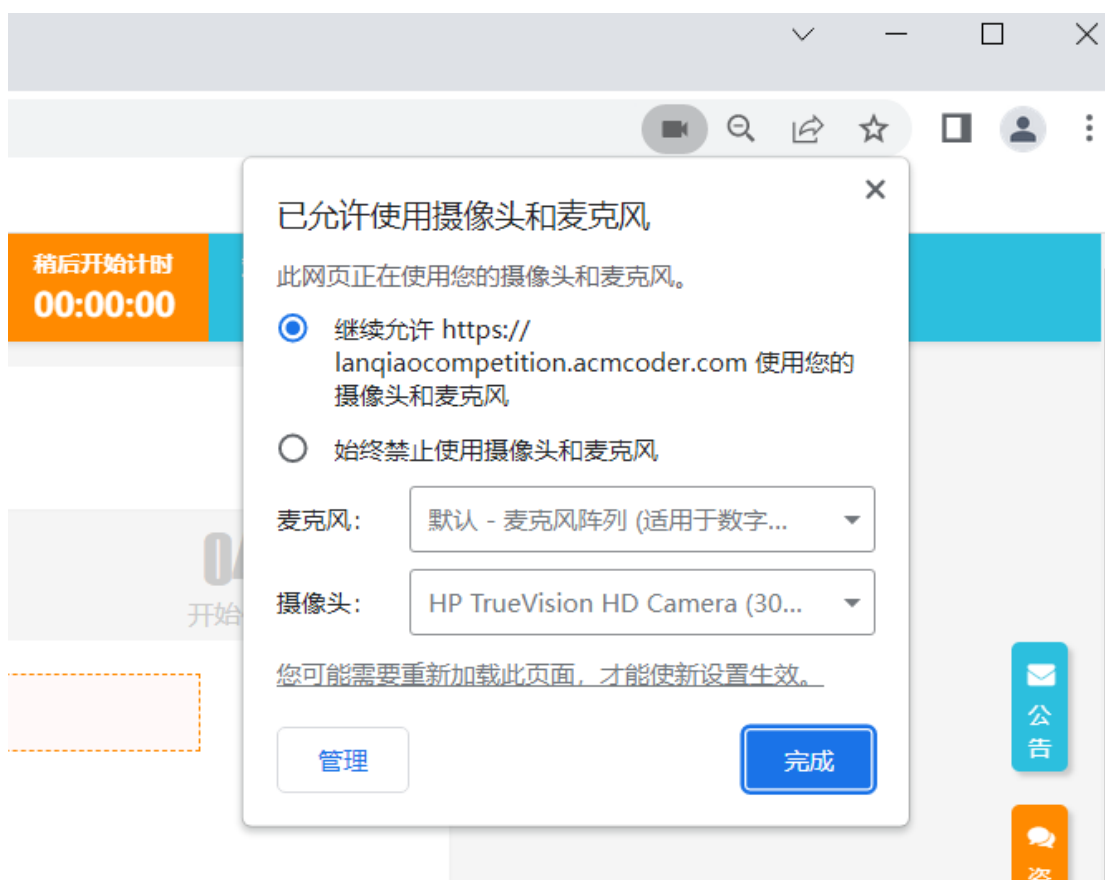 已允许使用摄像头和麦克风
稍后开始计时
00:00:00
此网页正在使用您的摄像头和麦克风。
继续允许 https://
lanqiaocompetition.acmcoder.com 使用您的
摄像头和麦克风
始终禁止使用摄像头和麦克风
麦克风：
默认 - 麦克风阵列 (适用于数字...
开始
摄像头：
HP TrueVision HD Camera (30...
您可能需要重新加载此页面，才能使新设置生效。
公
告
管理
完成